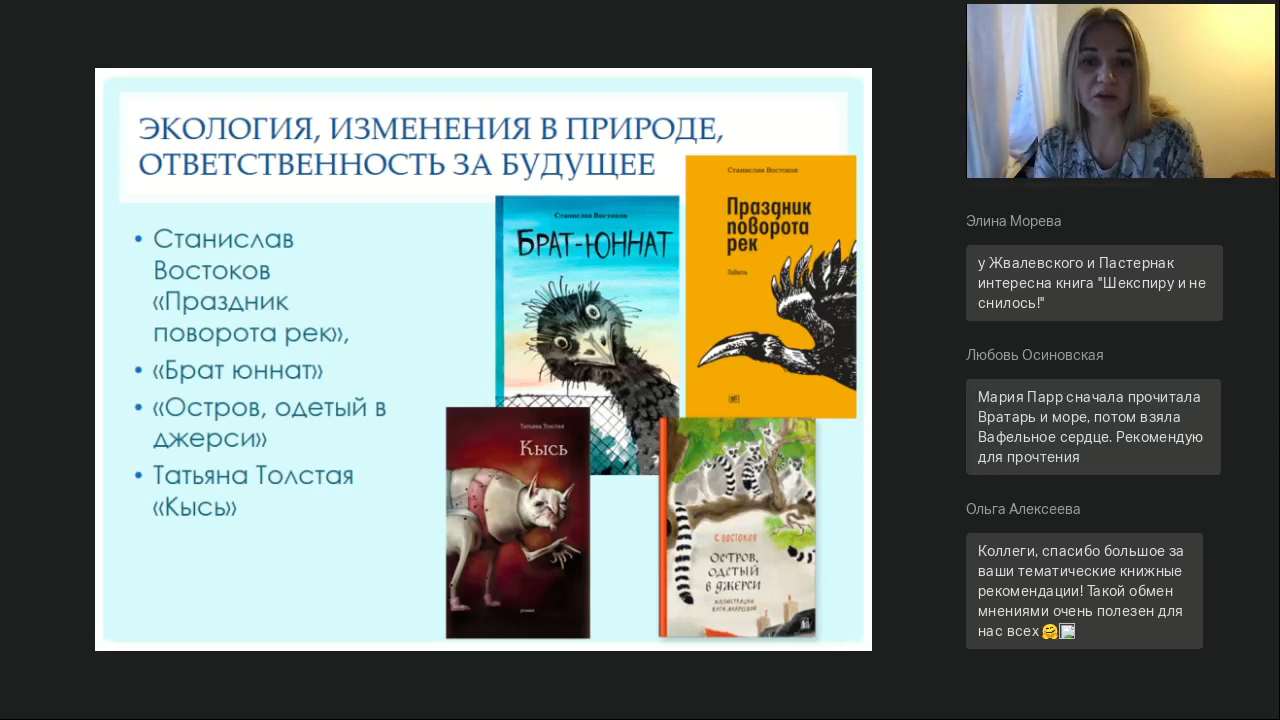 ЭКОЛОГИЯ, ИЗМЕНЕНИЯ В ПРИРОДЕ,
ОТВЕТСТВЕННОСТЬ ЗА БУДУЩЕЕ
• Станислав
Востоков
«Праздник
поворота рек»,
• «Брат юннат»
• «Остров, одетый в
джерси»
• Татьяна Толстая
«Кысь»
Станислав Востоков
БРАТ-ЮННАТ
Станислав Востоков
Праздник
поворота
рек
Повесть
Татьяна Толстая
Кысь
роман
С. ВОСТОКОВ
ОСТРОВ,
ОДЕТЫЙ
В ДЖЕРСИ
Элина Морева
у Жвалевского и Пастернак
интересна книга "Шекспиру и не
снилось!"
Любовь Осиновская
Мария Парр сначала прочитала
Вратарь и море, потом взяла
Вафельное сердце. Рекомендую
для прочтения
Ольга Алексеева
Коллеги, спасибо большое за
ваши тематические книжные
рекомендации! Такой обмен
мнениями очень полезен для
нас всех 🤗